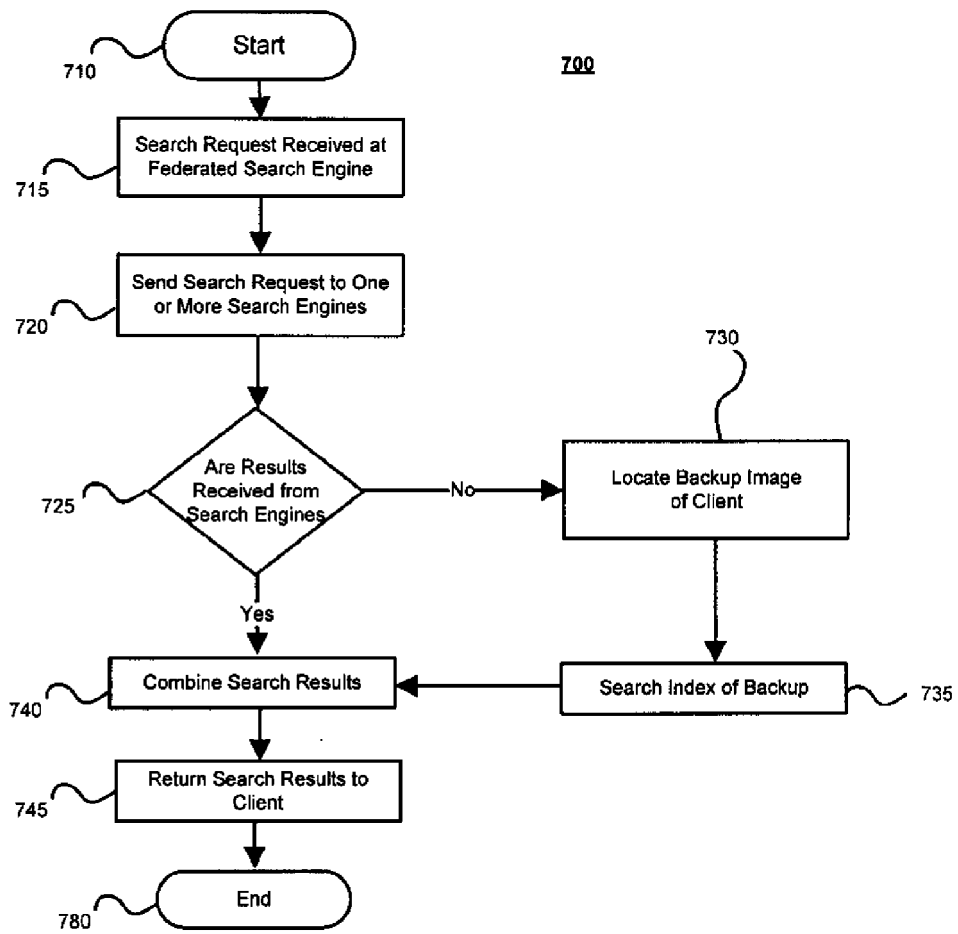 Start
710
700
Search Request Received at
Federated Search Engine
715
Send Search Request to One
or More Search Engines
720
730
Are Results
Received from
Search Engines
725
No
Locate Backup Image
of Client
Yes
Combine Search Results
740
Search Index of Backup
735
Return Search Results to
Client
745
End
780